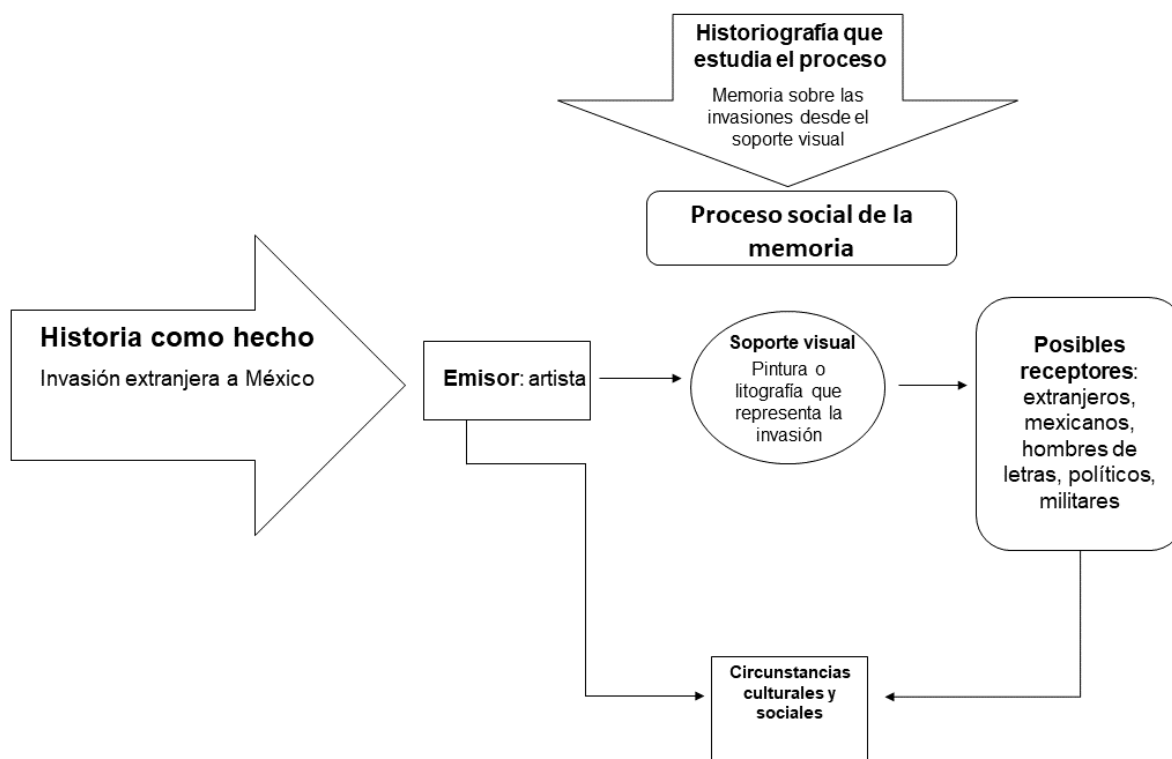 Historiografía que
estudia el proceso
Memoria sobre las
invasiones desde el
soporte visual
Proceso social de la
memoria
Historia como hecho
Invasión extranjera a México
Emisor: artista
Soporte visual
Pintura o
litografía que
representa la
invasión
Posibles
receptores:
extranjeros,
mexicanos,
hombres de
letras, políticos,
militares
Circunstancias
culturales y
sociales